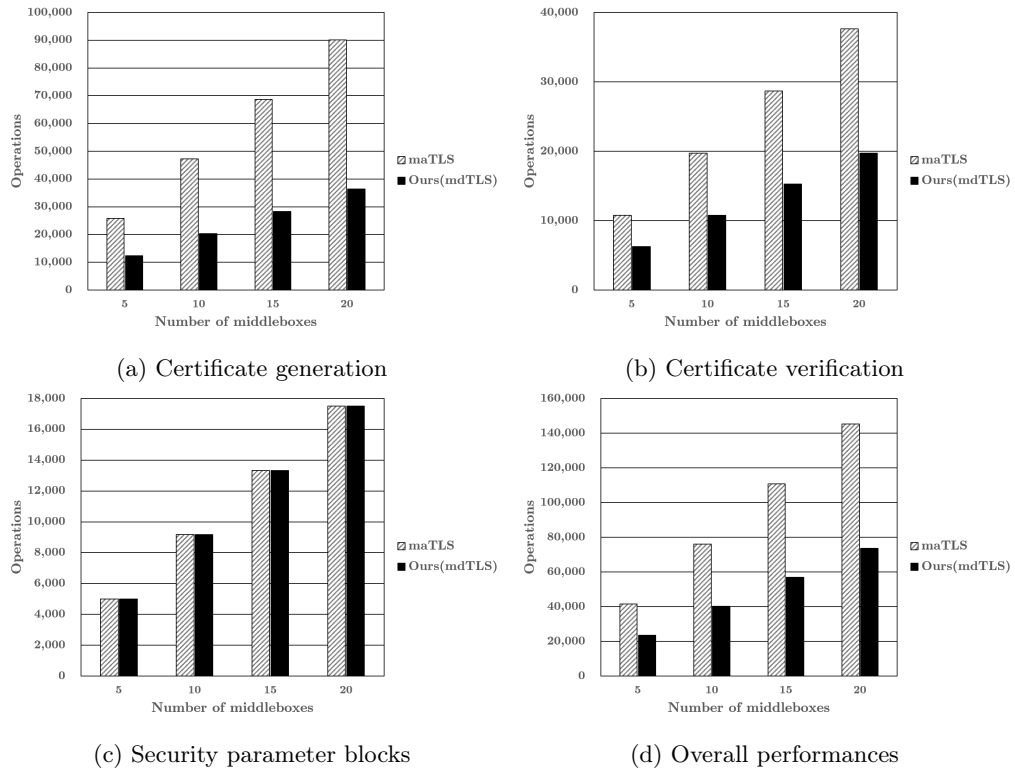 100,000
90,000
80,000
70,000
60,000
50,000
40,000
30,000
20,000
10,000
0
Operations
5 10 15 20
Number of middleboxes
maTLS
Ours(mdTLS)
(a) Certificate generation
40,000
30,000
20,000
10,000
0
Operations
5 10 15 20
Number of middleboxes
maTLS
Ours(mdTLS)
(b) Certificate verification
18,000
16,000
14,000
12,000
10,000
8,000
6,000
4,000
2,000
0
Operations
5 10 15 20
Number of middleboxes
maTLS
Ours(mdTLS)
(c) Security parameter blocks
160,000
140,000
120,000
100,000
80,000
60,000
40,000
20,000
0
Operations
5 10 15 20
Number of middleboxes
maTLS
Ours(mdTLS)
(d) Overall performances